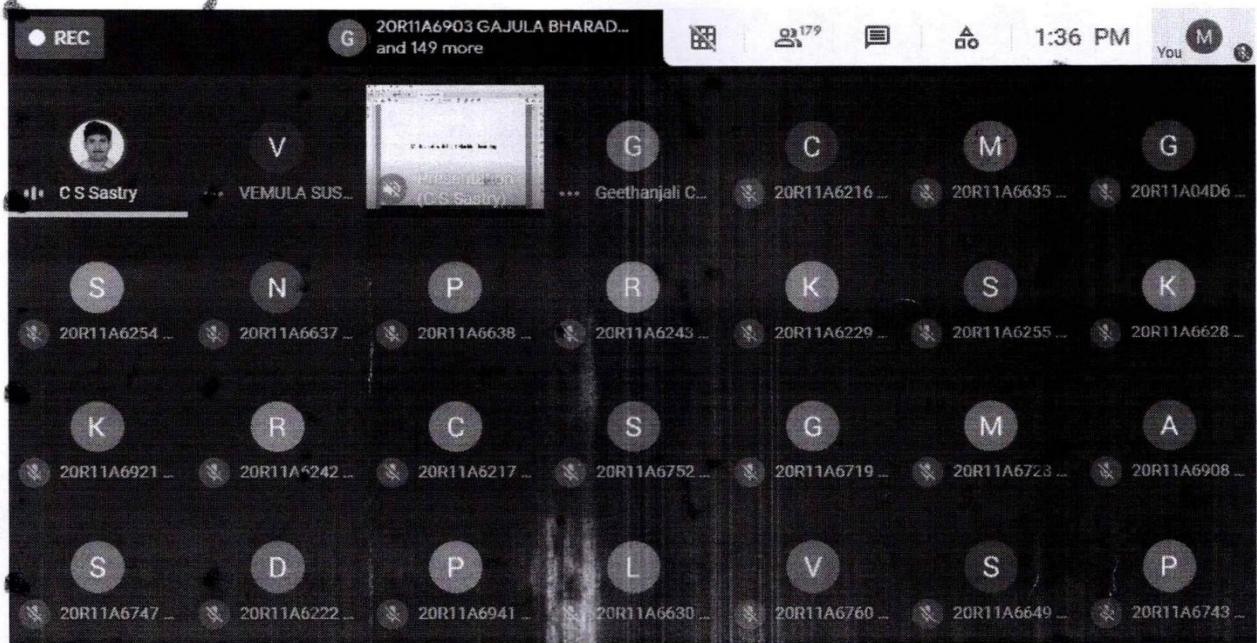 REC
G 20R11A6903 GAJULA BHARAD...
and 149 more
179
1:36 PM
You M
C S Sastry
V
VEMULA SUS...
Presentation
(C S Sastry)
G
Geethanjali C...
C
20R11A6216 ...
M
20R11A6635 ...
G
20R11A04D6 ...
S
20R11A6254 ...
N
20R11A6637 ...
P
20R11A6638 ...
R
20R11A6243 ...
K
20R11A6229 ...
S
20R11A6255 ...
K
20R11A6628 ...
K
20R11A6921 ...
R
20R11A6242 ...
C
20R11A6217 ...
S
20R11A6752 ...
G
20R11A6719 ...
M
20R11A6723 ...
A
20R11A6908 ...
S
20R11A6747 ...
D
20R11A6222 ...
P
20R11A6941 ...
L
20R11A6630 ...
V
20R11A6760 ...
S
20R11A6649 ...
P
20R11A6743 ...